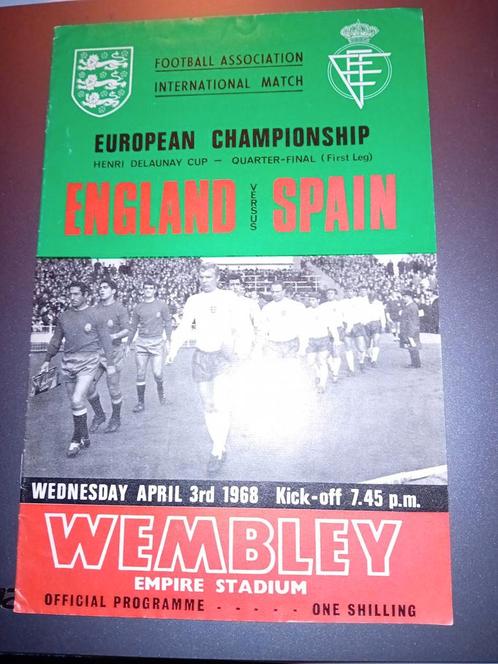 FOOTBALL ASSOCIATION
INTERNATIONAL MATCH
EUROPEAN CHAMPIONSHIP
HENRI DELAUNAY CUP — QUARTER-FINAL (First Leg)
ENGLAND VERSUS SPAIN
WEDNESDAY APRIL 3rd 1968 Kick-off 7.45 p.m.
WEMBLEY
EMPIRE STADIUM
OFFICIAL PROGRAMME - - - - - ONE SHILLING